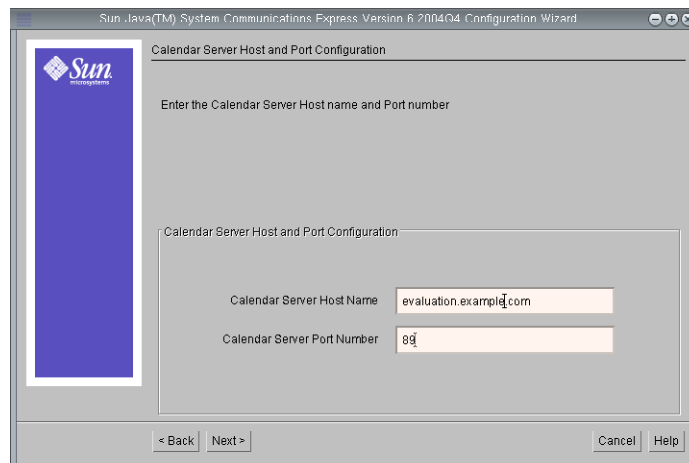 Sun Java(TM) System Communications Express Version 6 2004Q4 Configuration Wizard
Sun
microsystems
Calendar Server Host and Port Configuration
Enter the Calendar Server Host name and Port number
Calendar Server Host and Port Configuration
Calendar Server Host Name
evaluation.example.com
Calendar Server Port Number
89
< Back
Next >
Cancel
Help